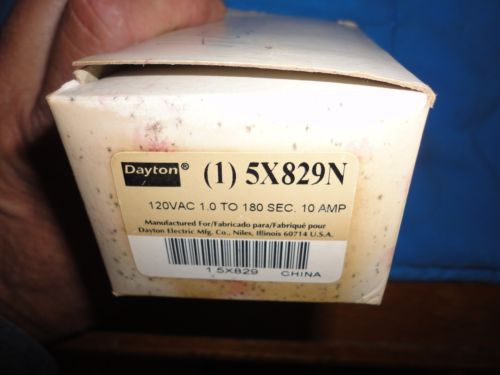 Dayton® (1) 5X829N
120VAC 1.0 TO 180 SEC. 10 AMP
Manufactured For/Fabricado para/Fabriqué pour
Dayton Electric Mfg. Co., Niles, Illinois 60714 U.S.A.
1 5X829 CHINA